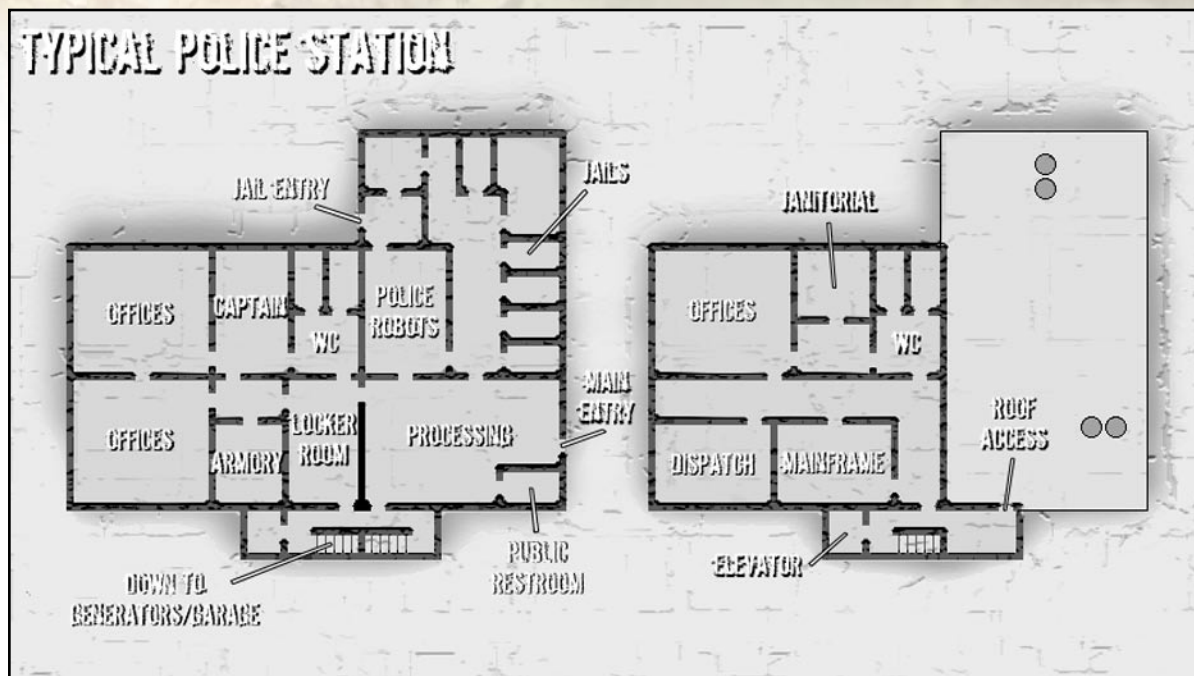 TYPICAL POLICE STATION
JAIL ENTRY
JAILS
OFFICES
CAPTAIN
WC
POLICE
ROBOTS
OFFICES
ARMORY
LOCKER
ROOM
PROCESSING
MAIN
ENTRY
DOWN TO
GENERATORS/GARAGE
PUBLIC
RESTROOM
JANITORIAL
OFFICES
WC
ROOF
ACCESS
DISPATCH
MAINFRAME
ELEVATOR